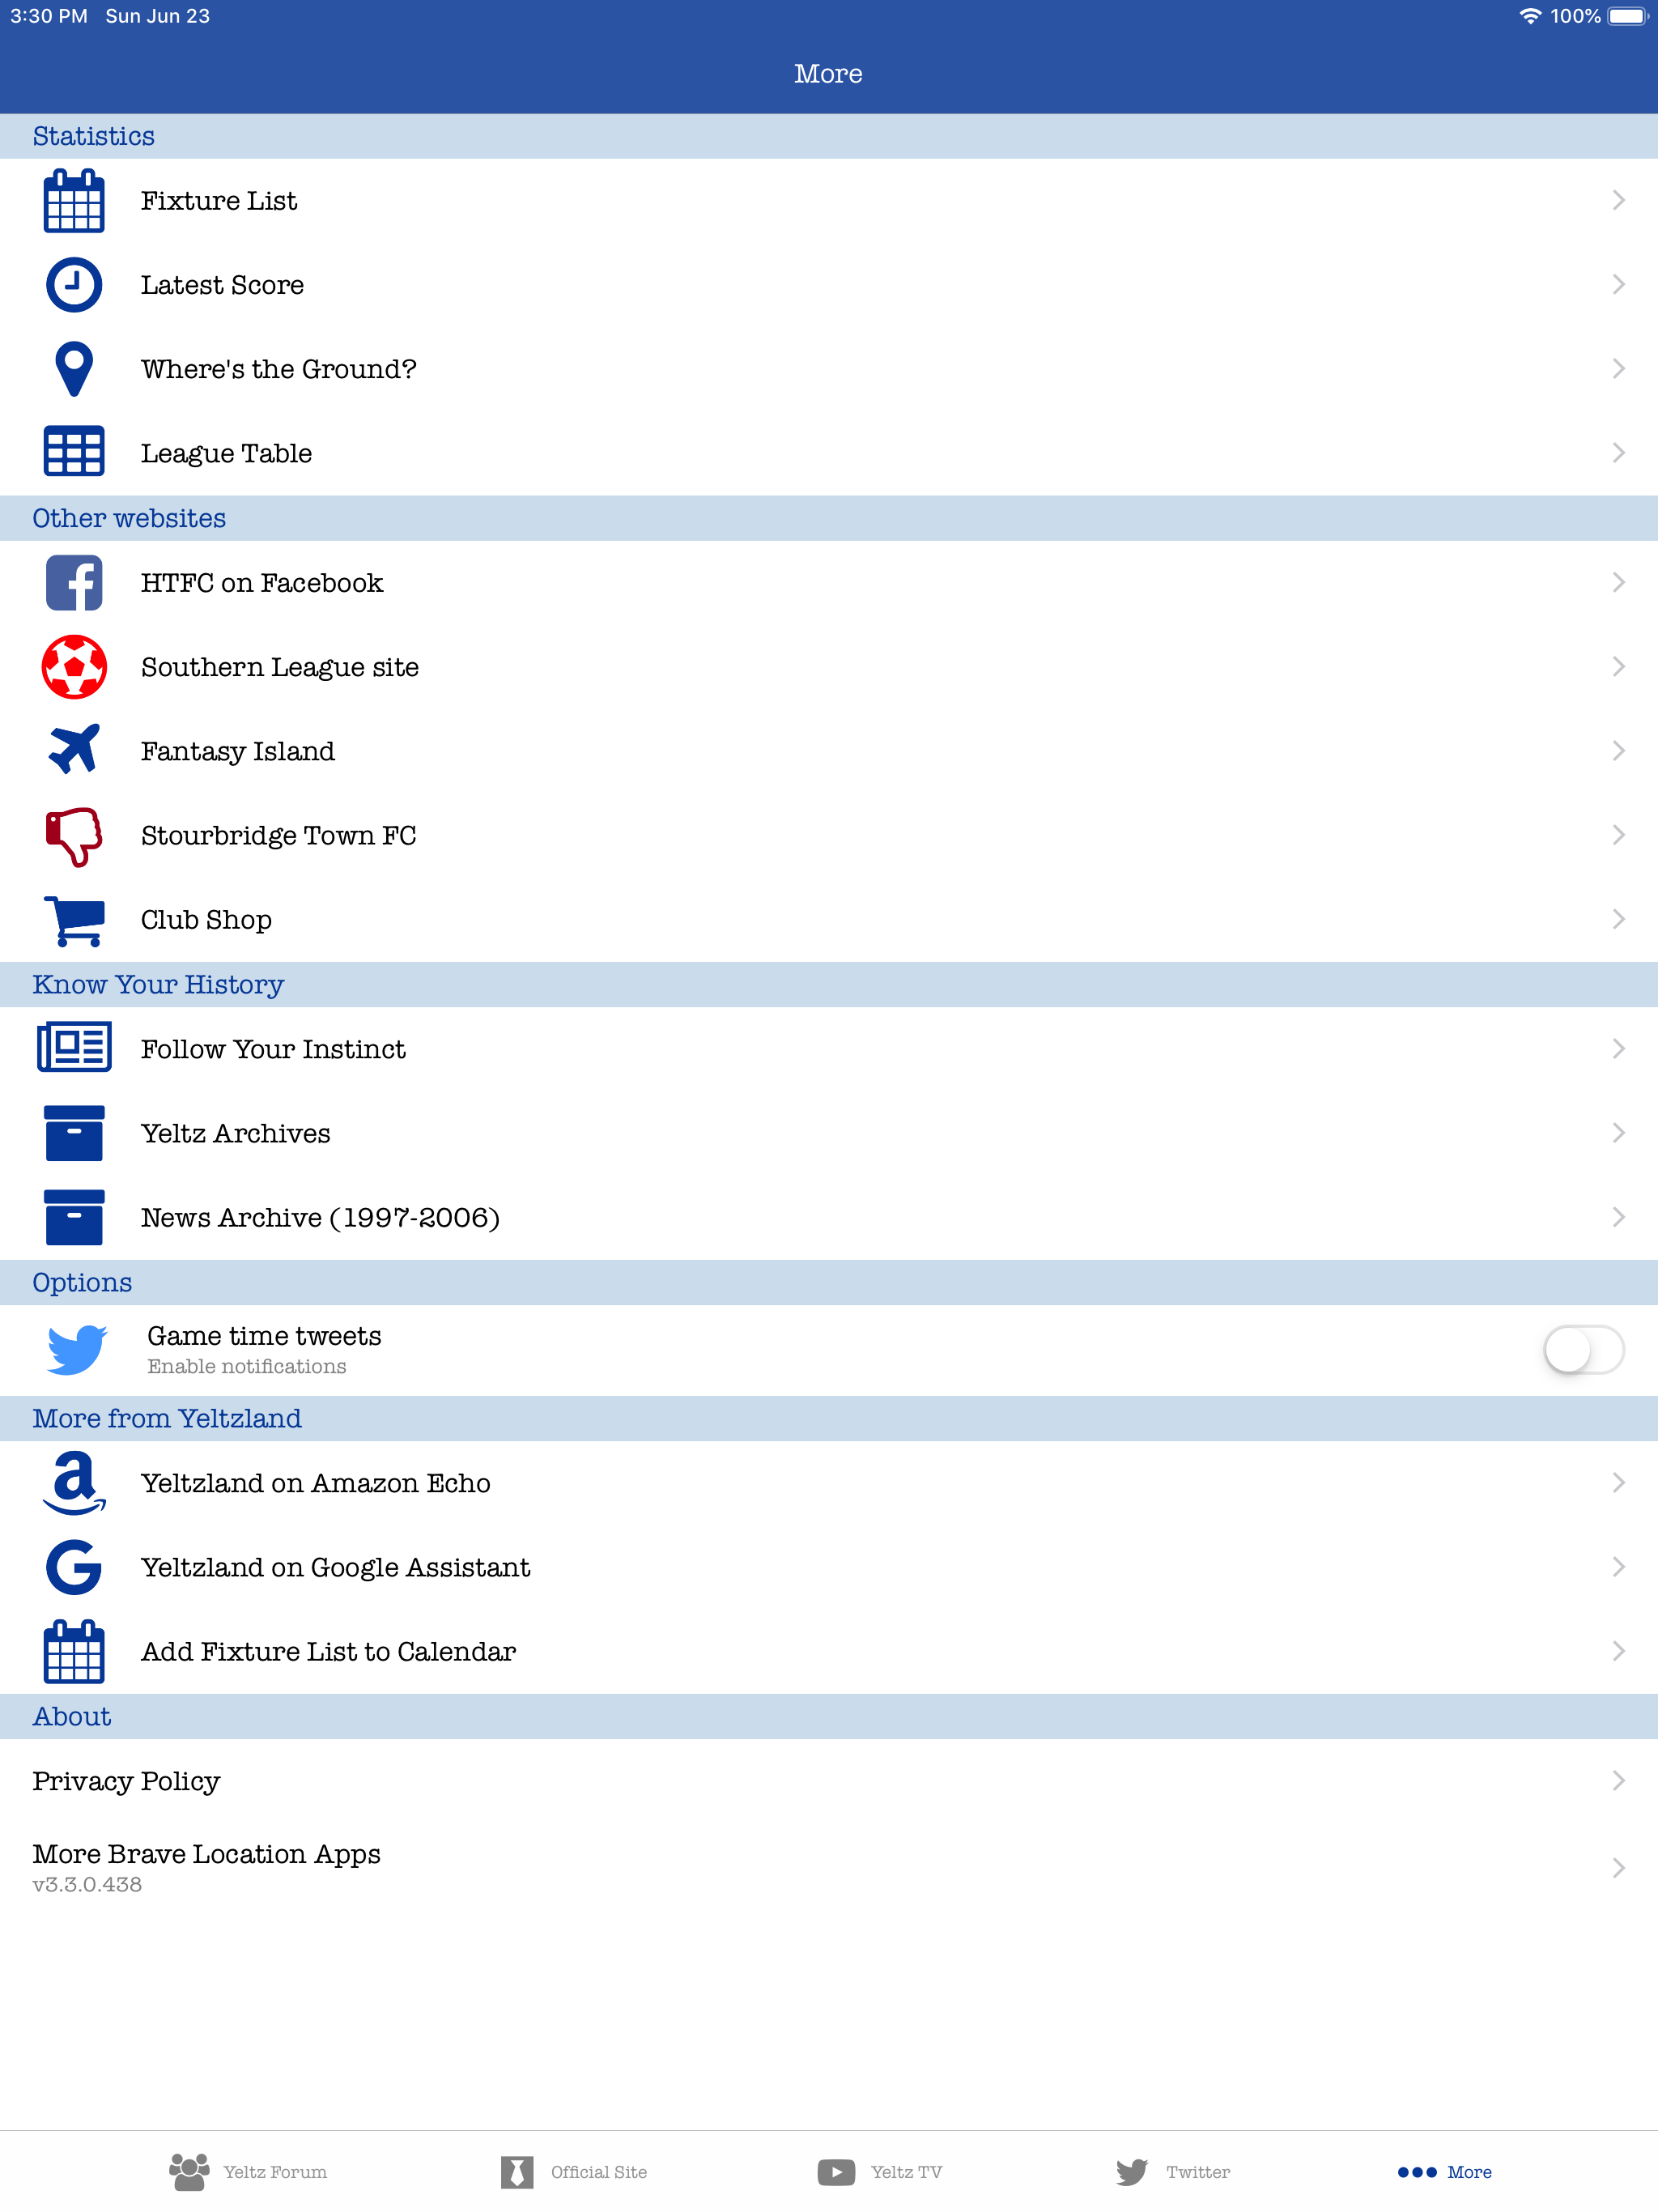 3:30 PM Sun Jun 23
100%
More
Statistics
Fixture List
Latest Score
Where's the Ground?
League Table
Other websites
HTFC on Facebook
Southern League site
Fantasy Island
Stourbridge Town FC
Club Shop
Know Your History
Follow Your Instinct
Yeltz Archives
News Archive (1997-2006)
Options
Game time tweets
Enable notifications
More from Yeltzland
Yeltzland on Amazon Echo
Yeltzland on Google Assistant
Add Fixture List to Calendar
About
Privacy Policy
More Brave Location Apps
v3.3.0.438
Yeltz Forum
Official Site
Yeltz TV
Twitter
More